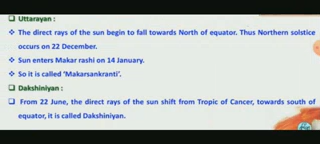 Uttarayan :
The direct rays of the sun begin to fall towards North of equator. Thus Northern solstice
occurs on 22 December.
Sun enters Makar rashi on 14 January.
So it is called 'Makarsankranti'.
Dakshiniyan :
From 22 June, the direct rays of the sun shift from Tropic of Cancer, towards south of
equator, it is called Dakshiniyan.